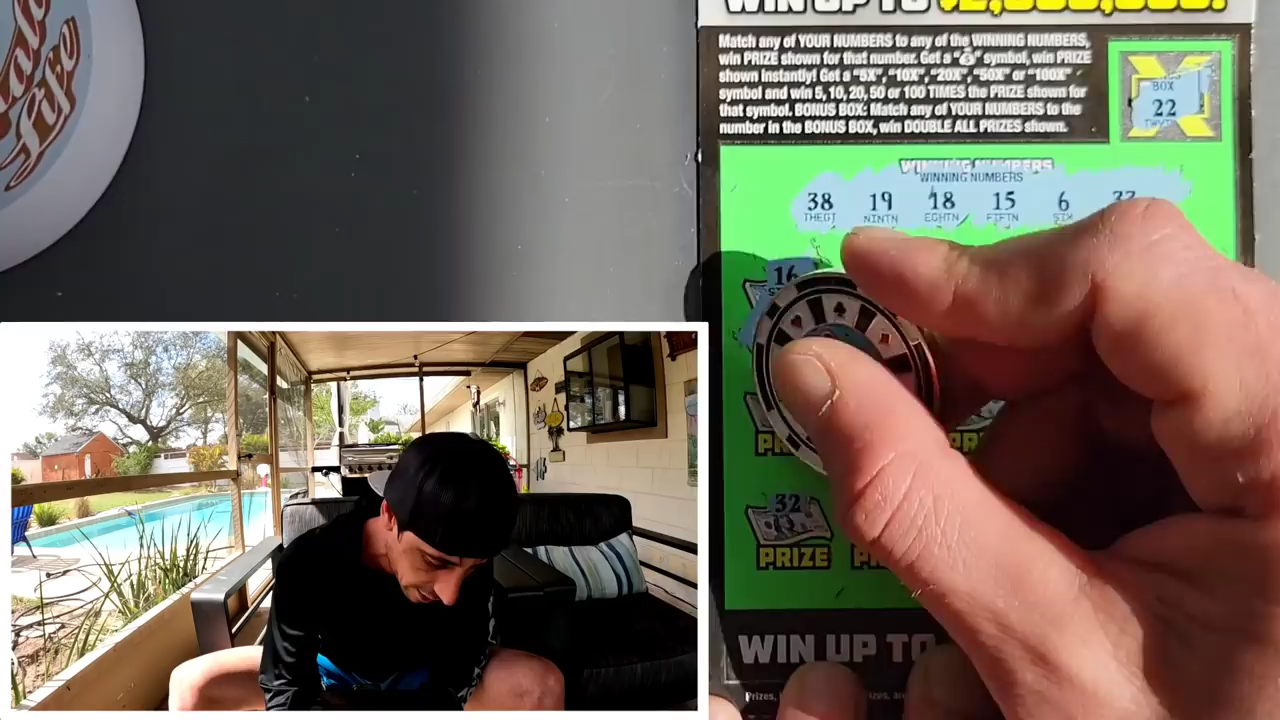 WIN UP TO $2,000,000!
Match any of YOUR NUMBERS to any of the WINNING NUMBERS,
win PRIZE shown for that number. Get a "💰" symbol, win PRIZE
shown instantly! Get a "5X", "10X", "20X", "50X" or "100X"
symbol and win 5, 10, 20, 50 or 100 TIMES the PRIZE shown for
that symbol. BONUS BOX: Match any of YOUR NUMBERS to the
number in the BONUS BOX, win DOUBLE ALL PRIZES shown.
BOX
22
Life
WINNING NUMBERS
WINNING NUMBERS
38 19 18 15 6
NINTN EGHTN FIFTN SIX
16
32
PRIZE
WIN UP TO
Prizes,